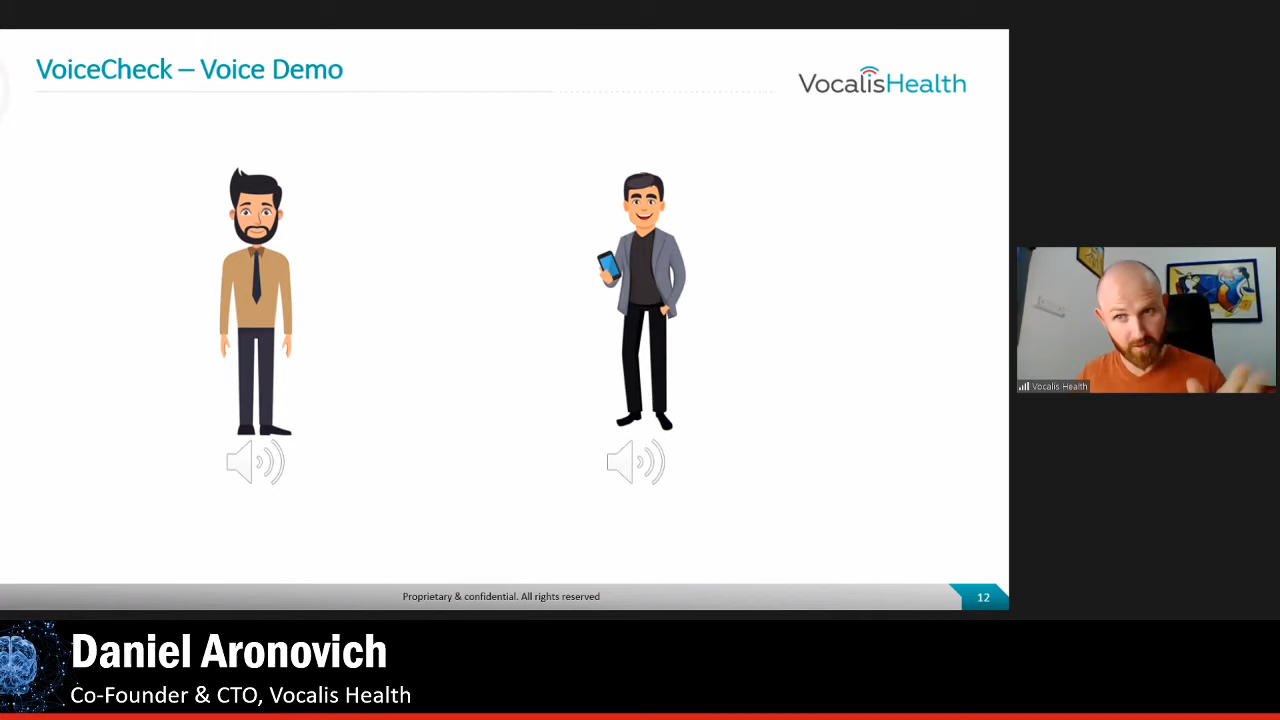 VoiceCheck – Voice Demo
VocalisHealth
Vocalis Health
Proprietary & confidential. All rights reserved
12
Daniel Aronovich
Co-Founder & CTO, Vocalis Health